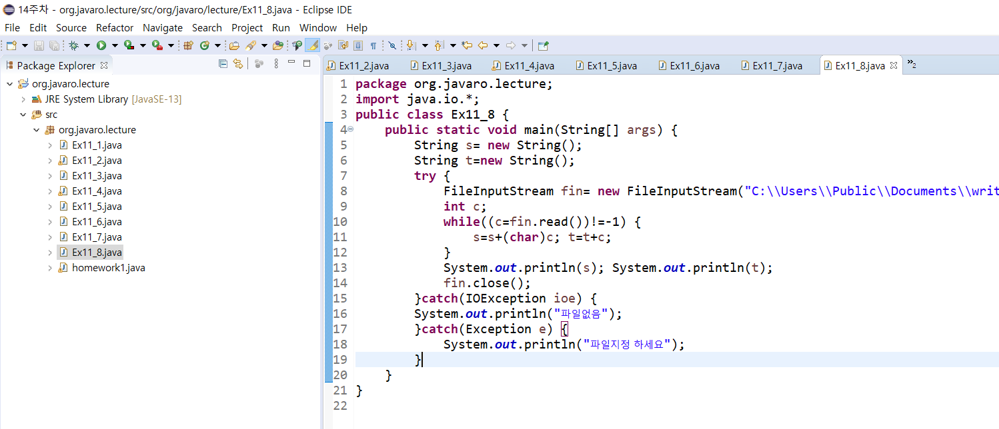 14주차 - org.javaro.lecture/src/org/javaro/lecture/Ex11_8.java - Eclipse IDE
File Edit Source Refactor Navigate Search Project Run Window Help
Package Explorer
Ex11_2.java Ex11_3.java Ex11_4.java Ex11_5.java Ex11_6.java Ex11_7.java Ex11_8.java »2
org.javaro.lecture
JRE System Library [JavaSE-13]
src
org.javaro.lecture
Ex11_1.java
Ex11_2.java
Ex11_3.java
Ex11_4.java
Ex11_5.java
Ex11_6.java
Ex11_7.java
Ex11_8.java
homework1.java
1 package org.javaro.lecture;
2 import java.io.*;
3 public class Ex11_8 {
4 public static void main(String[] args) {
5 String s= new String();
6 String t=new String();
7 try {
8 FileInputStream fin= new FileInputStream("C:\\Users\\Public\\Documents\\writ
9 int c;
10 while((c=fin.read())!=-1) {
11 s=s+(char)c; t=t+c;
12 }
13 System.out.println(s); System.out.println(t);
14 fin.close();
15 }catch(IOException ioe) {
16 System.out.println("파일없음");
17 }catch(Exception e) {
18 System.out.println("파일지정 하세요");
19 }
20 }
21 }
22